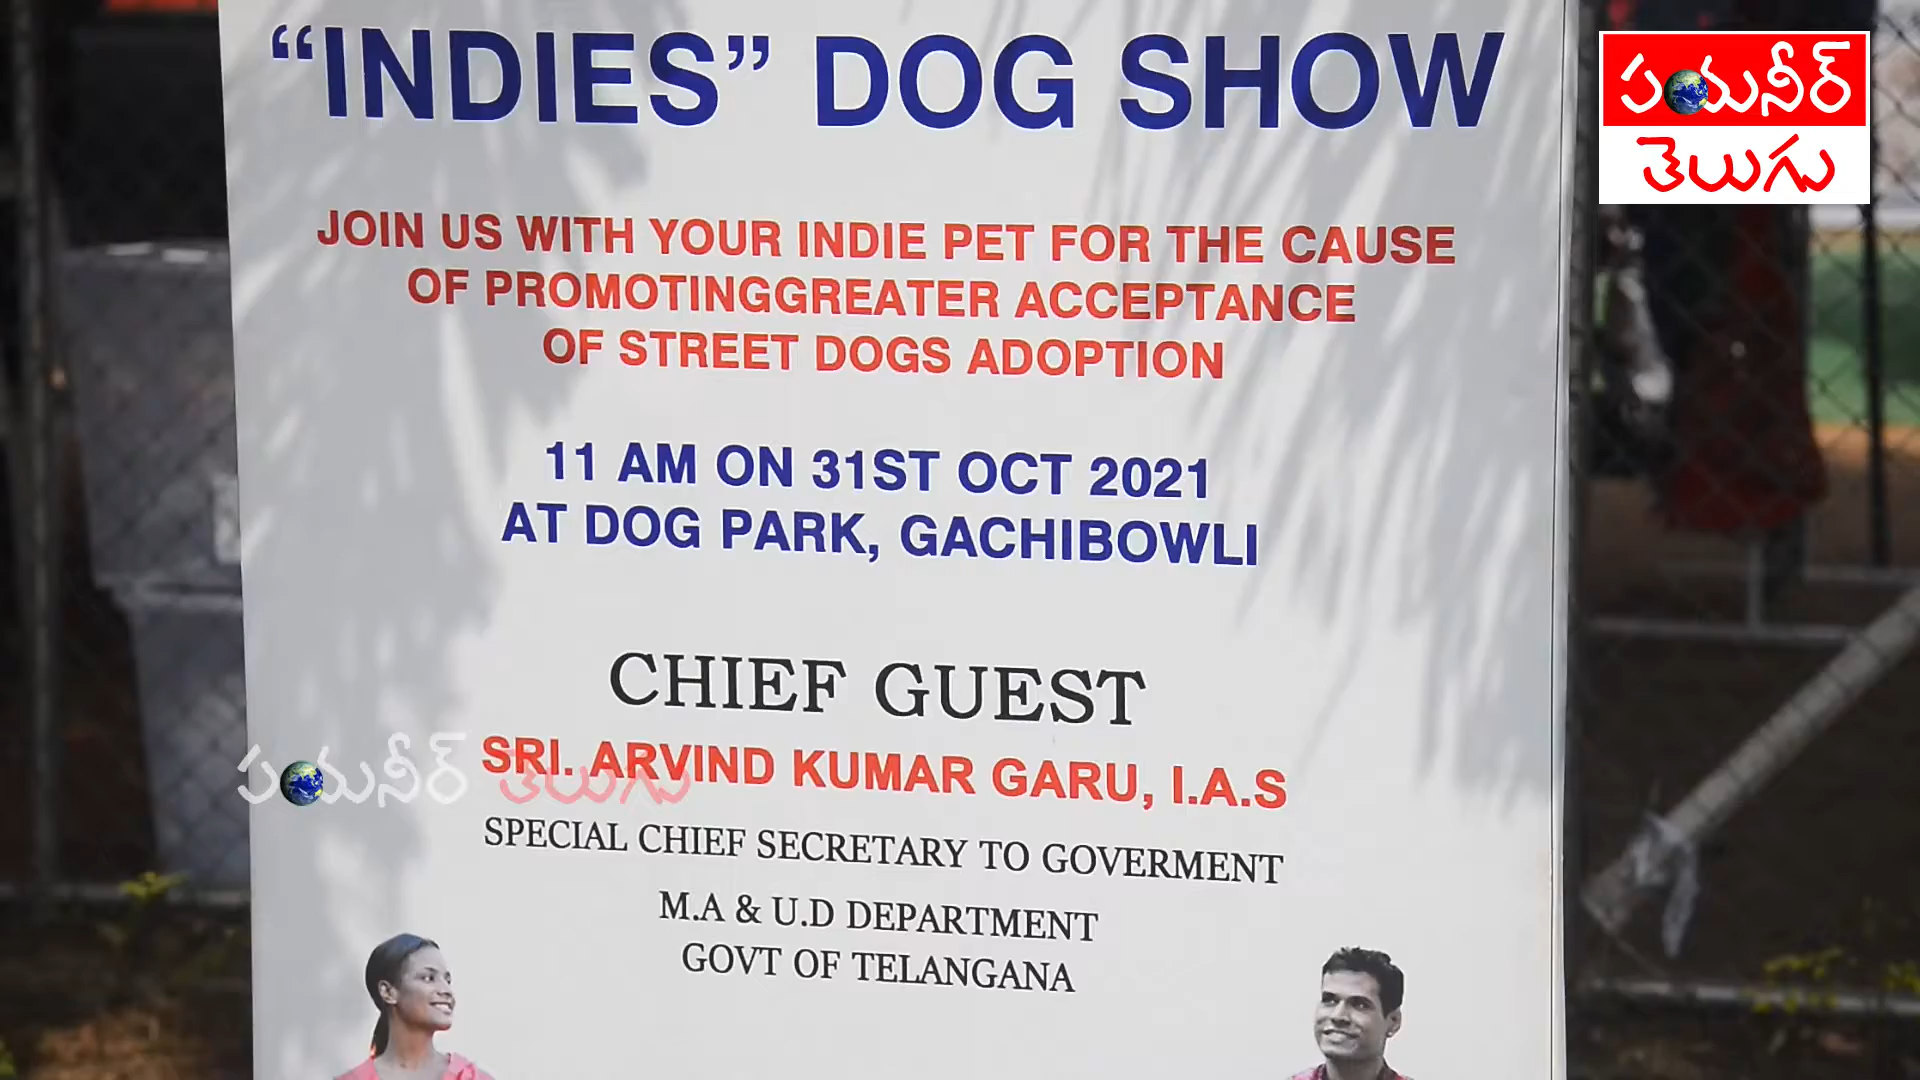 “INDIES” DOG SHOW
JOIN US WITH YOUR INDIE PET FOR THE CAUSE
OF PROMOTINGGREATER ACCEPTANCE
OF STREET DOGS ADOPTION
11 AM ON 31ST OCT 2021
AT DOG PARK, GACHIBOWLI
CHIEF GUEST
SRI. ARVIND KUMAR GARU, I.A.S
SPECIAL CHIEF SECRETARY TO GOVERMENT
M.A & U.D DEPARTMENT
GOVT OF TELANGANA
తెలుగు
తెలుగు